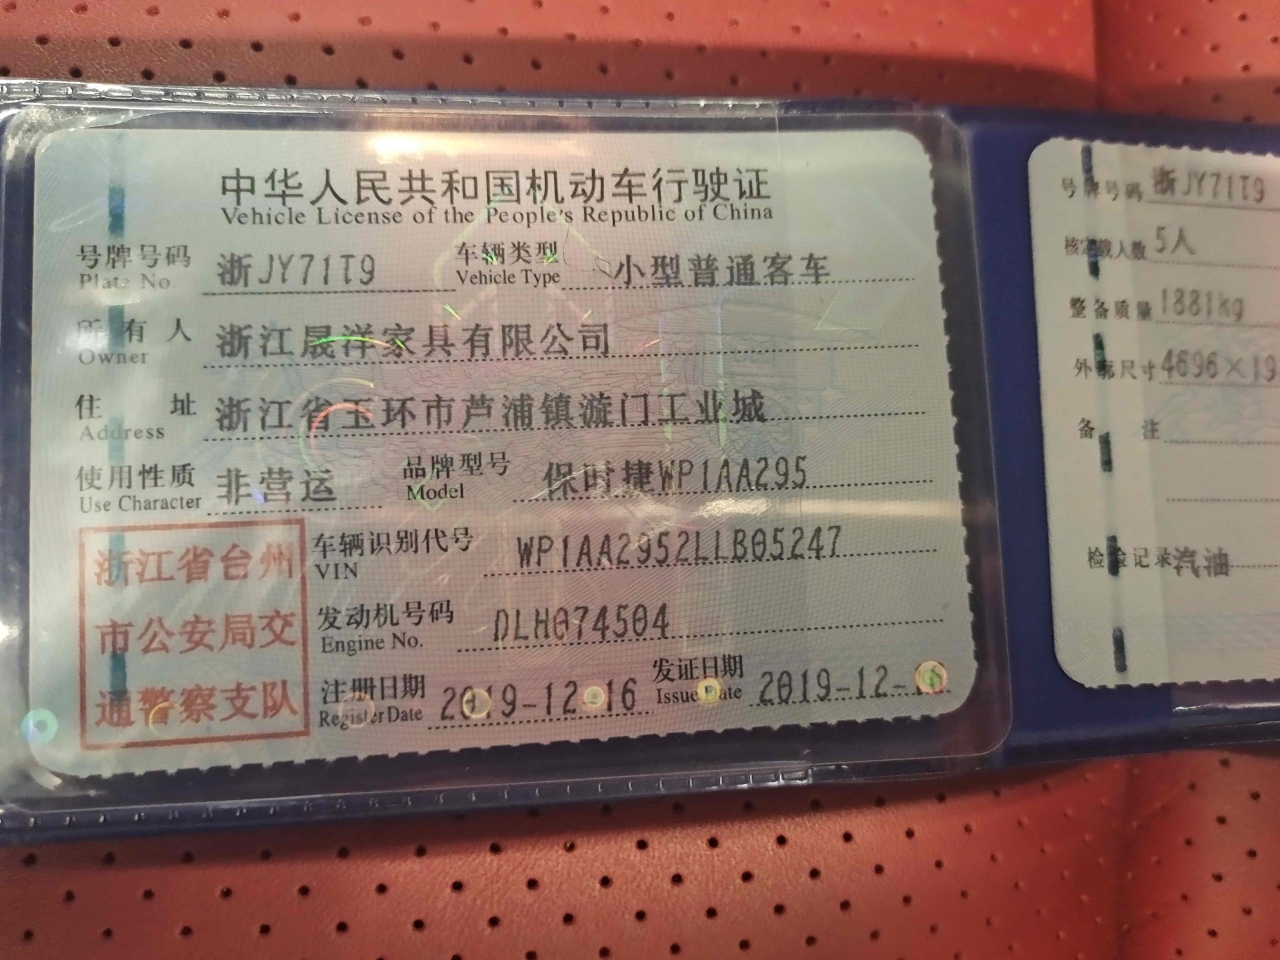 中华人民共和国机动车行驶证
Vehicle License of the People's Republic of China
号牌号码 浙JY71T9 车辆类型 小型普通客车
Plate No. Vehicle Type
所有人 浙江晟洋家具有限公司
Owner
住址 浙江省玉环市芦浦镇漩门工业城
Address
使用性质 非营运 品牌型号 保时捷WP1AA295
Use Character Model
浙江省台州
市公安局交
通警察支队
车辆识别代号 WP1AA2952LLB05247
VIN
发动机号码 DLH074504
Engine No.
注册日期 2019-12-16 发证日期 2019-12-
Register Date Issue Date
号牌号码 浙JY71T9
核定载人数 5人
整备质量 1881kg
外廓尺寸 4696×19
备注
检验记录 汽油